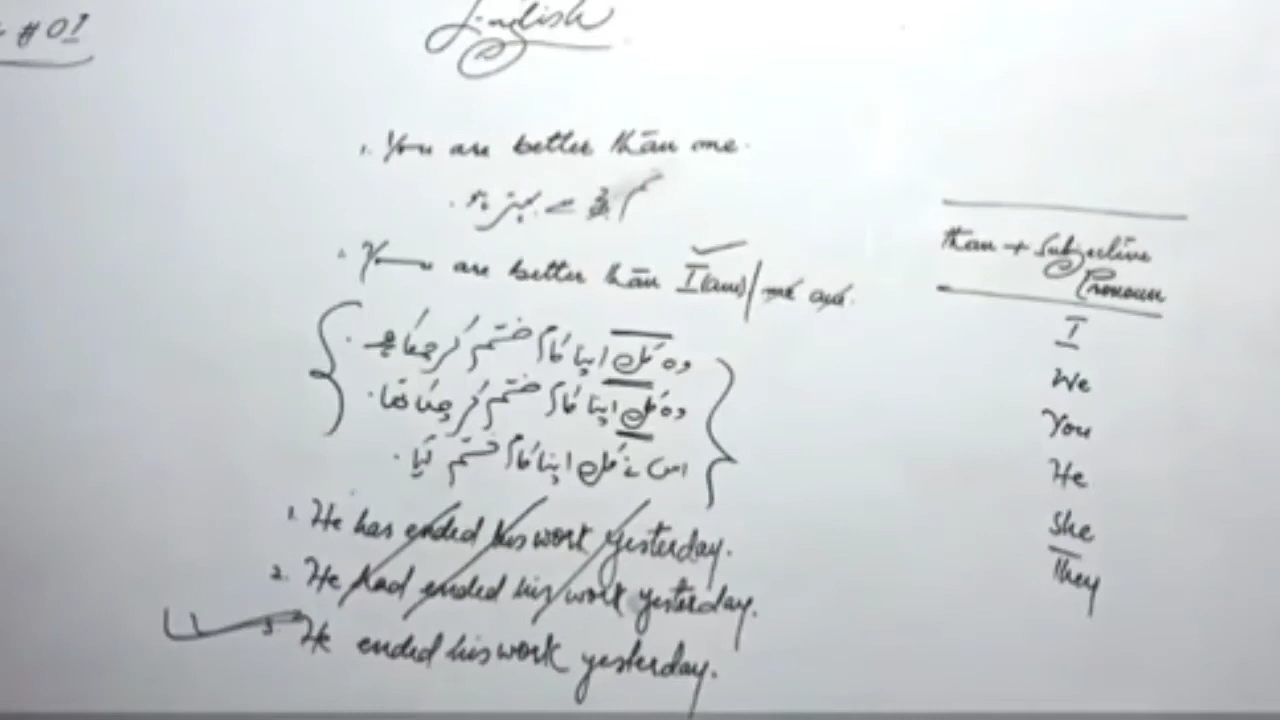 # 01
English
1. You are better than me.
تم مجھ سے بہتر ہو.
You are better than I (am) / me
وہ کل اپنا کام ختم کر چکا ہے.
وہ کل اپنا کام ختم کر چکا تھا.
اس نے کل اپنا کام ختم کیا.
1. He has ended his work yesterday.
2. He had ended his work yesterday.
3. He ended his work yesterday.
than + Subjective
Pronoun
I
We
You
He
She
They